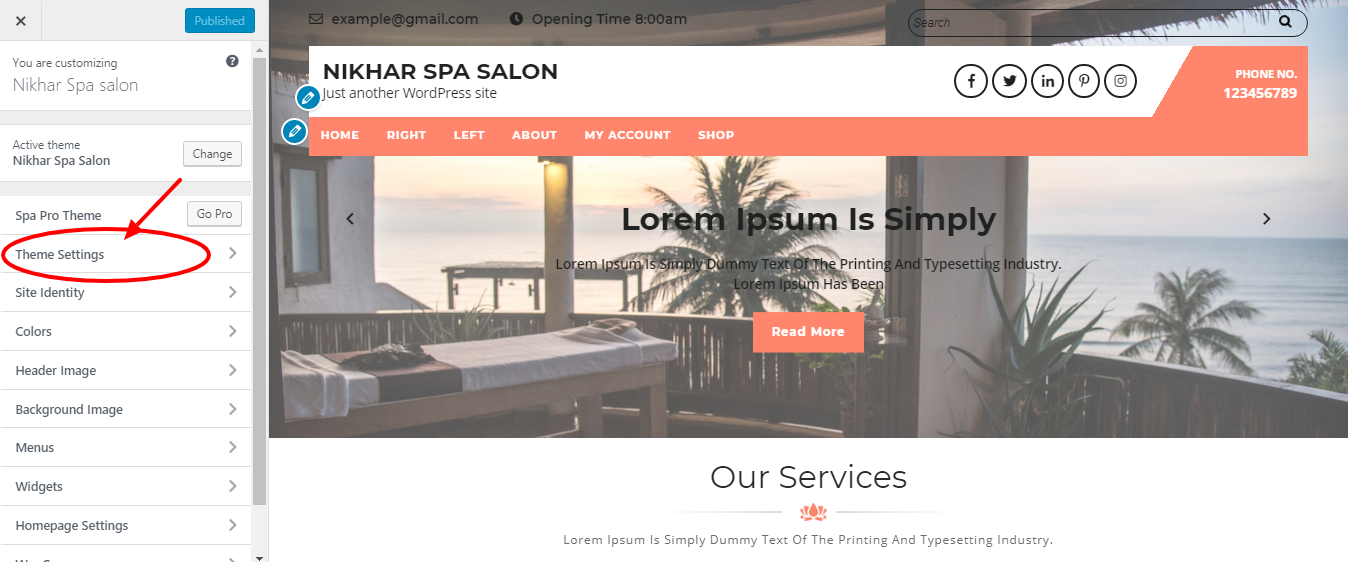 Published
You are customizing
Nikhar Spa salon
Active theme
Nikhar Spa Salon
Change
Spa Pro Theme
Go Pro
Theme Settings
Site Identity
Colors
Header Image
Background Image
Menus
Widgets
Homepage Settings
example@gmail.com Opening Time 8:00am
Search
NIKHAR SPA SALON
Just another WordPress site
PHONE NO.
123456789
HOME RIGHT LEFT ABOUT MY ACCOUNT SHOP
Lorem Ipsum Is Simply
Lorem Ipsum Is Simply Dummy Text Of The Printing And Typesetting Industry.
Lorem Ipsum Has Been
Read More
Our Services
Lorem Ipsum Is Simply Dummy Text Of The Printing And Typesetting Industry.